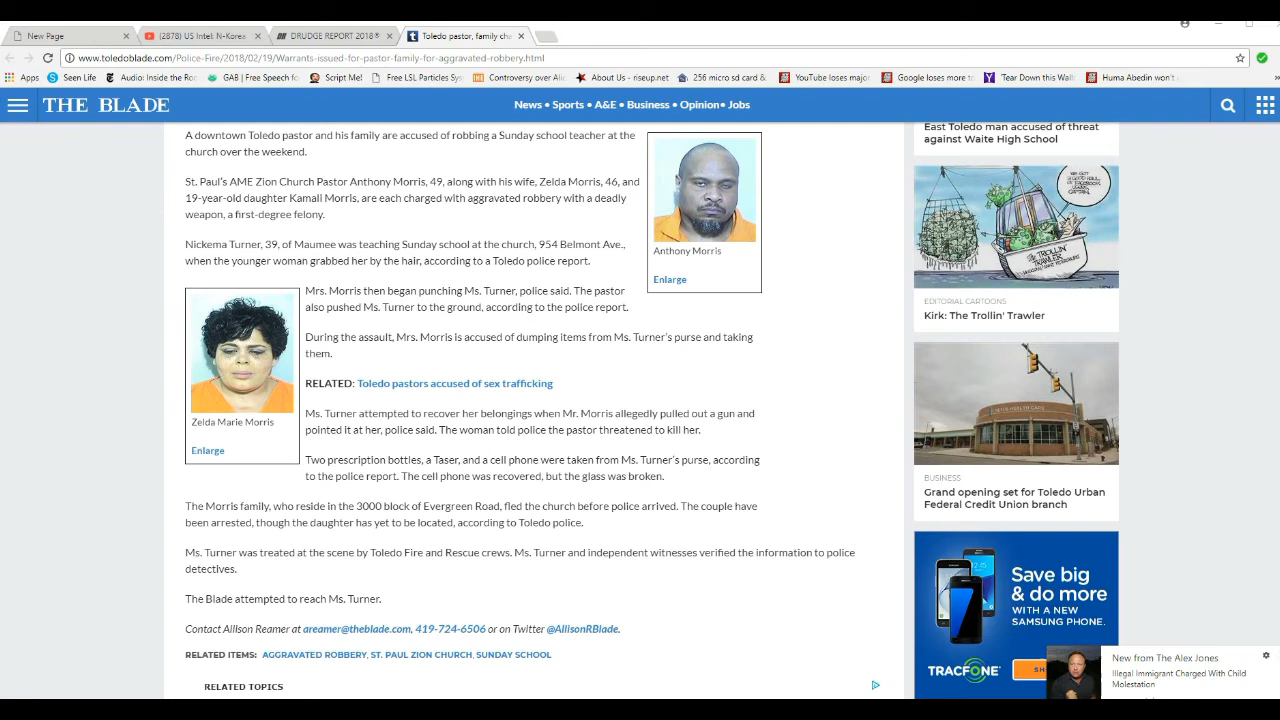 New Page
(2878) US Intel: N-Korea
DRUDGE REPORT 2018®
Toledo pastor, family cha
www.toledoblade.com/Police-Fire/2018/02/19/Warrants-issued-for-pastor-family-for-aggravated-robbery.html
Apps
Seen Life
Audio: Inside the Ron
GAB | Free Speech fo
Script Me!
Free LSL Particles Sys
Controversy over Alic
About Us - riseup.net
256 micro sd card &
YouTube loses major
Google loses more to
Tear Down this Wall
Huma Abedin won't
THE BLADE
News • Sports • A&E • Business • Opinion • Jobs
A downtown Toledo pastor and his family are accused of robbing a Sunday school teacher at the
church over the weekend.
St. Paul's AME Zion Church Pastor Anthony Morris, 49, along with his wife, Zelda Morris, 46, and
19-year-old daughter Kamali Morris, are each charged with aggravated robbery with a deadly
weapon, a first-degree felony.
Nickema Turner, 39, of Maumee was teaching Sunday school at the church, 954 Belmont Ave.,
when the younger woman grabbed her by the hair, according to a Toledo police report.
Anthony Morris
Enlarge
Mrs. Morris then began punching Ms. Turner, police said. The pastor
also pushed Ms. Turner to the ground, according to the police report.
During the assault, Mrs. Morris is accused of dumping items from Ms. Turner's purse and taking
them.
RELATED: Toledo pastors accused of sex trafficking
Ms. Turner attempted to recover her belongings when Mr. Morris allegedly pulled out a gun and
pointed it at her, police said. The woman told police the pastor threatened to kill her.
Two prescription bottles, a Taser, and a cell phone were taken from Ms. Turner's purse, according
to the police report. The cell phone was recovered, but the glass was broken.
Zelda Marie Morris
Enlarge
The Morris family, who reside in the 3000 block of Evergreen Road, fled the church before police arrived. The couple have
been arrested, though the daughter has yet to be located, according to Toledo police.
Ms. Turner was treated at the scene by Toledo Fire and Rescue crews. Ms. Turner and independent witnesses verified the information to police
detectives.
The Blade attempted to reach Ms. Turner.
Contact Allison Reamer at areamer@theblade.com, 419-724-6506 or on Twitter @AllisonRBlade.
RELATED ITEMS: AGGRAVATED ROBBERY, ST. PAUL ZION CHURCH, SUNDAY SCHOOL
RELATED TOPICS
East Toledo man accused of threat
against Waite High School
EDITORIAL CARTOONS
Kirk: The Trollin' Trawler
BUSINESS
Grand opening set for Toledo Urban
Federal Credit Union branch
Save big
& do more
WITH A NEW
SAMSUNG PHONE.
TRACFONE
SH
New from The Alex Jones
Illegal Immigrant Charged With Child
Molestation